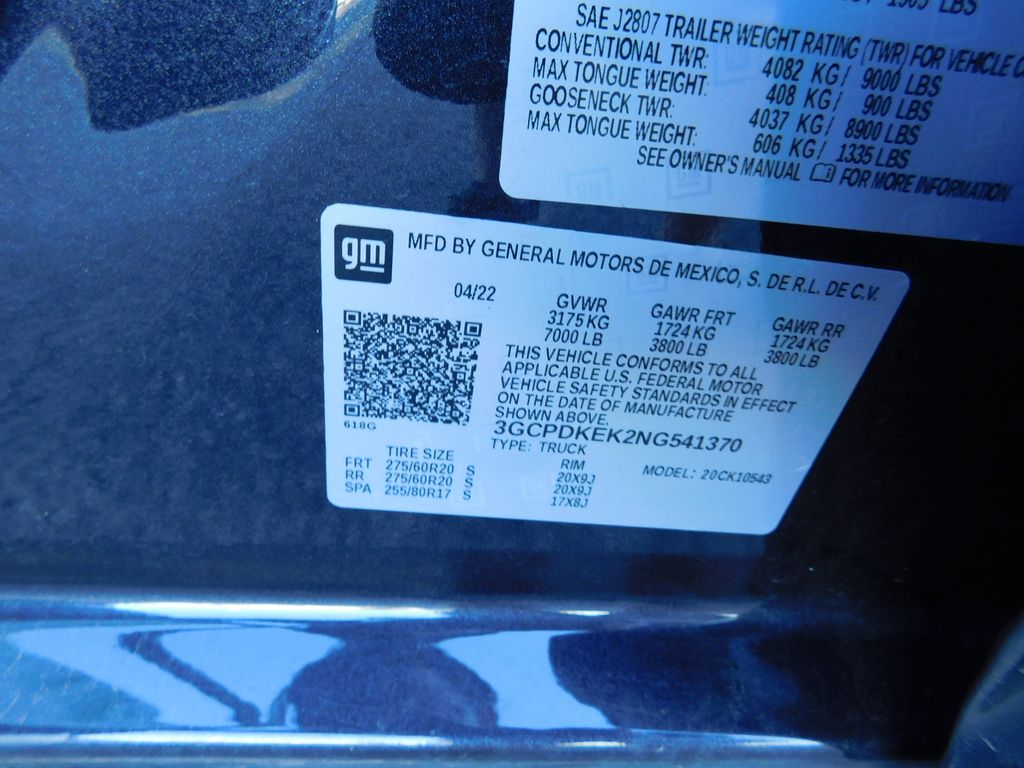 LBS
SAE J2807 TRAILER WEIGHT RATING (TWR) FOR VEHICLE
CONVENTIONAL TWR: 4082 KG/ 9000 LBS
MAX TONGUE WEIGHT: 408 KG/ 900 LBS
GOOSENECK TWR: 4037 KG/ 8900 LBS
MAX TONGUE WEIGHT: 606 KG/ 1335 LBS
SEE OWNER'S MANUAL FOR MORE INFORMATION
gm MFD BY GENERAL MOTORS DE MEXICO, S. DE R.L. DE C.V.
04/22 GVWR GAWR FRT GAWR RR
3175 KG 1724 KG 1724 KG
7000 LB 3800 LB 3800 LB
THIS VEHICLE CONFORMS TO ALL
APPLICABLE U.S. FEDERAL MOTOR
VEHICLE SAFETY STANDARDS IN EFFECT
ON THE DATE OF MANUFACTURE
SHOWN ABOVE.
618G
3GCPDKEK2NG541370
TYPE: TRUCK
MODEL: 20CK10543
TIRE SIZE RIM
FRT 275/60R20 S 20X9J
RR 275/60R20 S 20X9J
SPA 255/80R17 S 17X8J